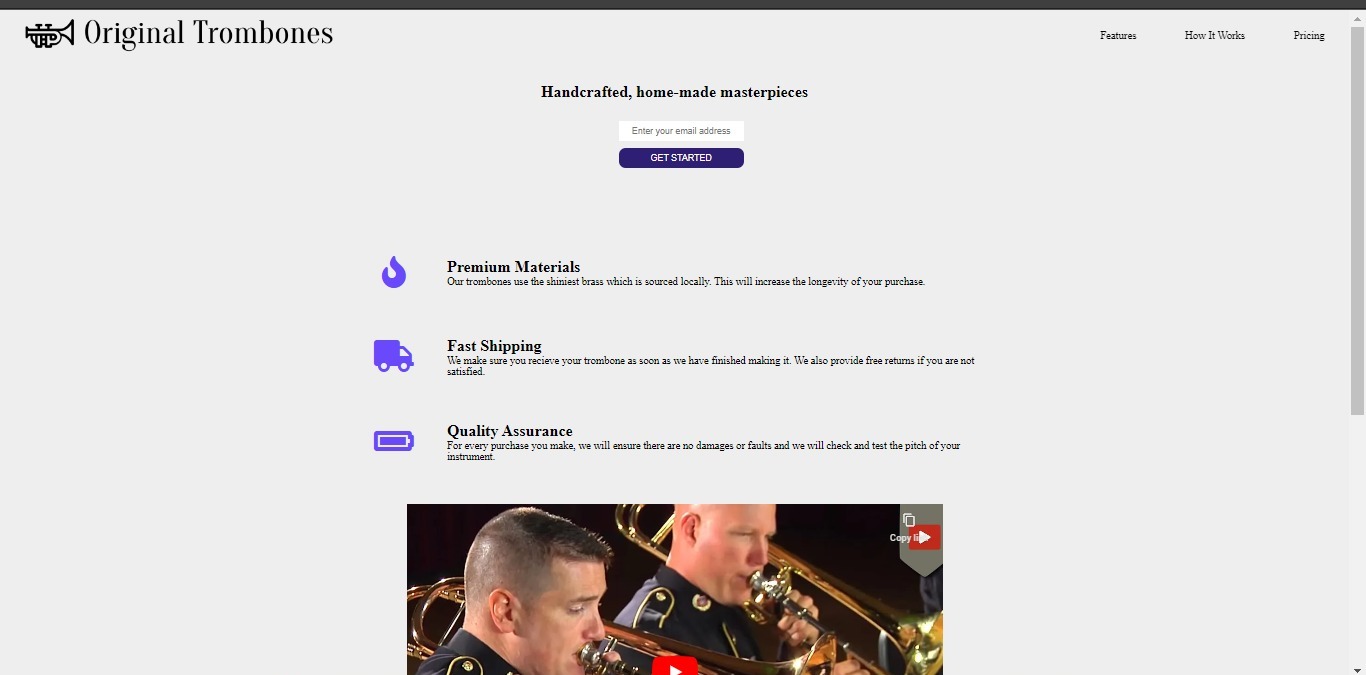 Original Trombones
Features
How It Works
Pricing
Handcrafted, home-made masterpieces
Enter your email address
GET STARTED
Premium Materials
Our trombones use the shiniest brass which is sourced locally. This will increase the longevity of your purchase.
Fast Shipping
We make sure you recieve your trombone as soon as we have finished making it. We also provide free returns if you are not
satisfied.
Quality Assurance
For every purchase you make, we will ensure there are no damages or faults and we will check and test the pitch of your
instrument.
Copy